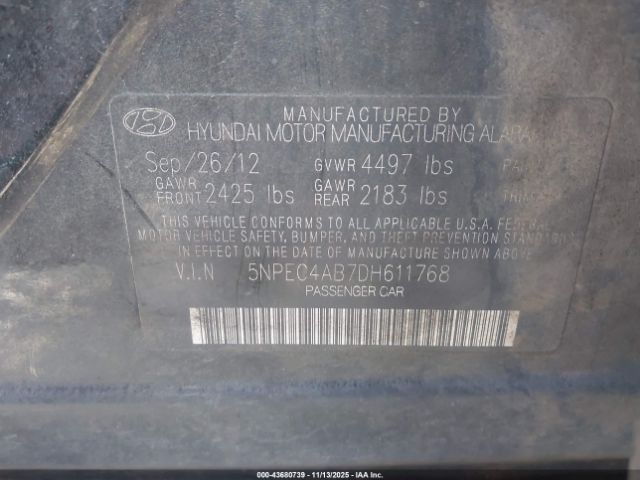 MANUFACTURED BY
HYUNDAI MOTOR MANUFACTURING
Sep/26/12 GVWR 4497 lbs
GAWR FRONT 2425 lbs GAWR REAR 2183 lbs
THIS VEHICLE CONFORMS TO ALL APPLICABLE U.S.A. FEDERAL
MOTOR VEHICLE SAFETY, BUMPER, AND THEFT PREVENTION STANDARDS
IN EFFECT ON THE DATE OF MANUFACTURE SHOWN ABOVE.
V.I.N 5NPEC4AB7DH611768
PASSENGER CAR
000-43680739 - 11/13/2025 - IAA Inc.